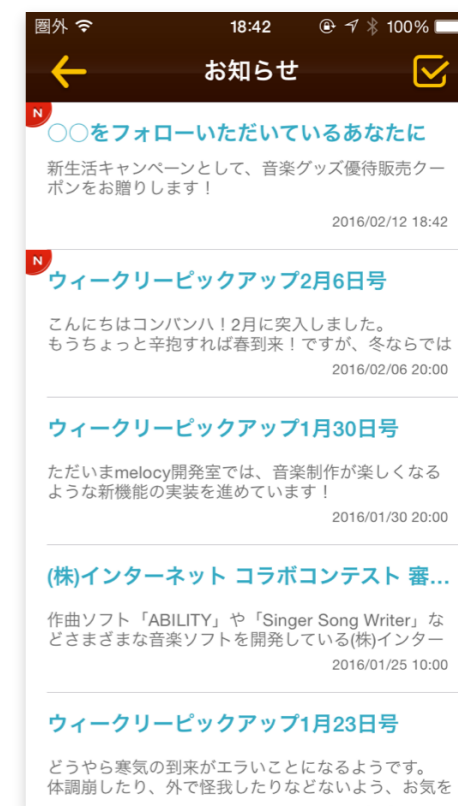 圏外 18:42 100%
お知らせ
N
○○をフォローいただいているあなたに
新生活キャンペーンとして、音楽グッズ優待販売クー
ポンをお贈りします！
2016/02/12 18:42
N
ウィークリーピックアップ2月6日号
こんにちはコンバンハ！2月に突入しました。
もうちょっと辛抱すれば春到来！ですが、冬ならでは
2016/02/06 20:00
ウィークリーピックアップ1月30日号
ただいまmelocy開発室では、音楽制作が楽しくなる
ような新機能の実装を進めています！
2016/01/30 20:00
(株)インターネット コラボコンテスト 審…
作曲ソフト「ABILITY」や「Singer Song Writer」な
どさまざまな音楽ソフトを開発している(株)インター
2016/01/25 10:00
ウィークリーピックアップ1月23日号
どうやら寒気の到来がエラいことになるようです。
体調崩したり、外で怪我したりなどないよう、お気を